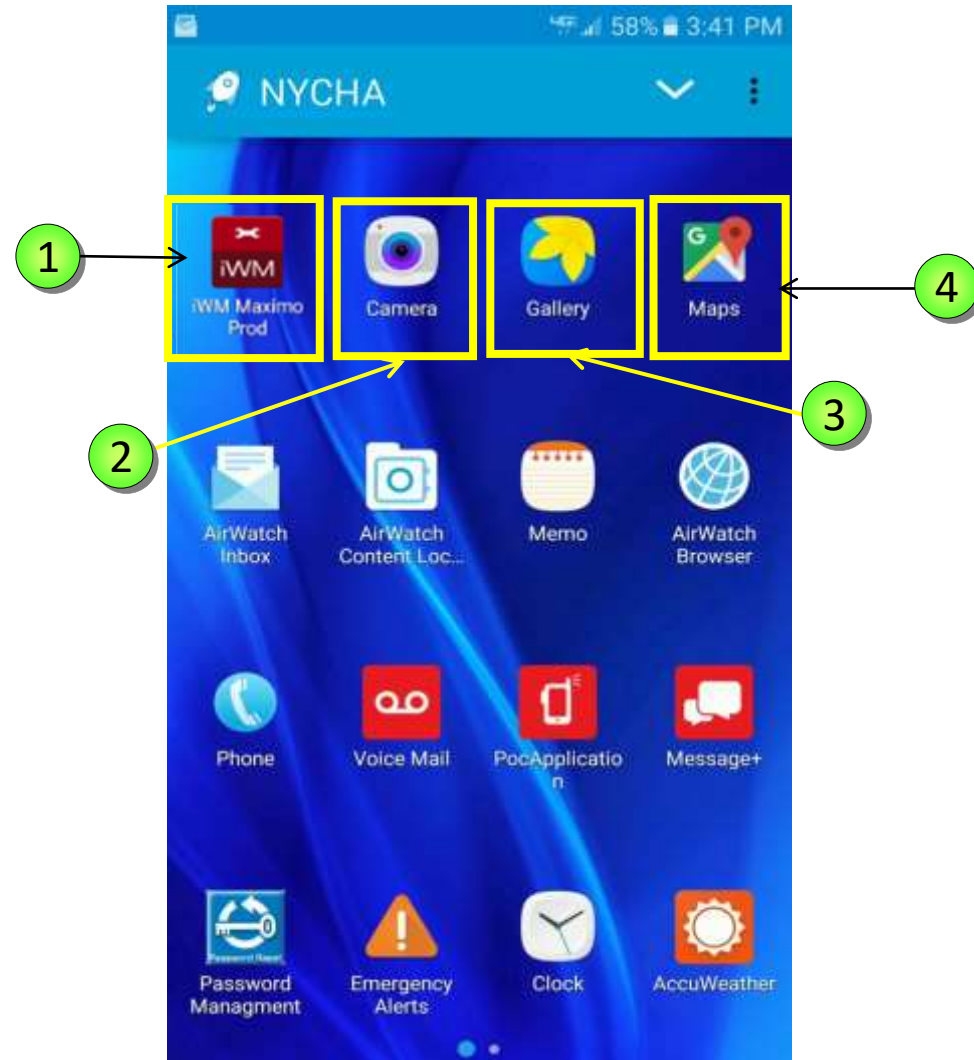 58% 3:41 PM
NYCHA
1
iWM
G
iWM Maximo
Prod
Camera
Gallery
Maps
4
2
3
AirWatch
Inbox
AirWatch
Content Loc...
Memo
AirWatch
Browser
Phone
Voice Mail
PocApplicatio
n
Message+
Password
Managment
Emergency
Alerts
Clock
AccuWeather